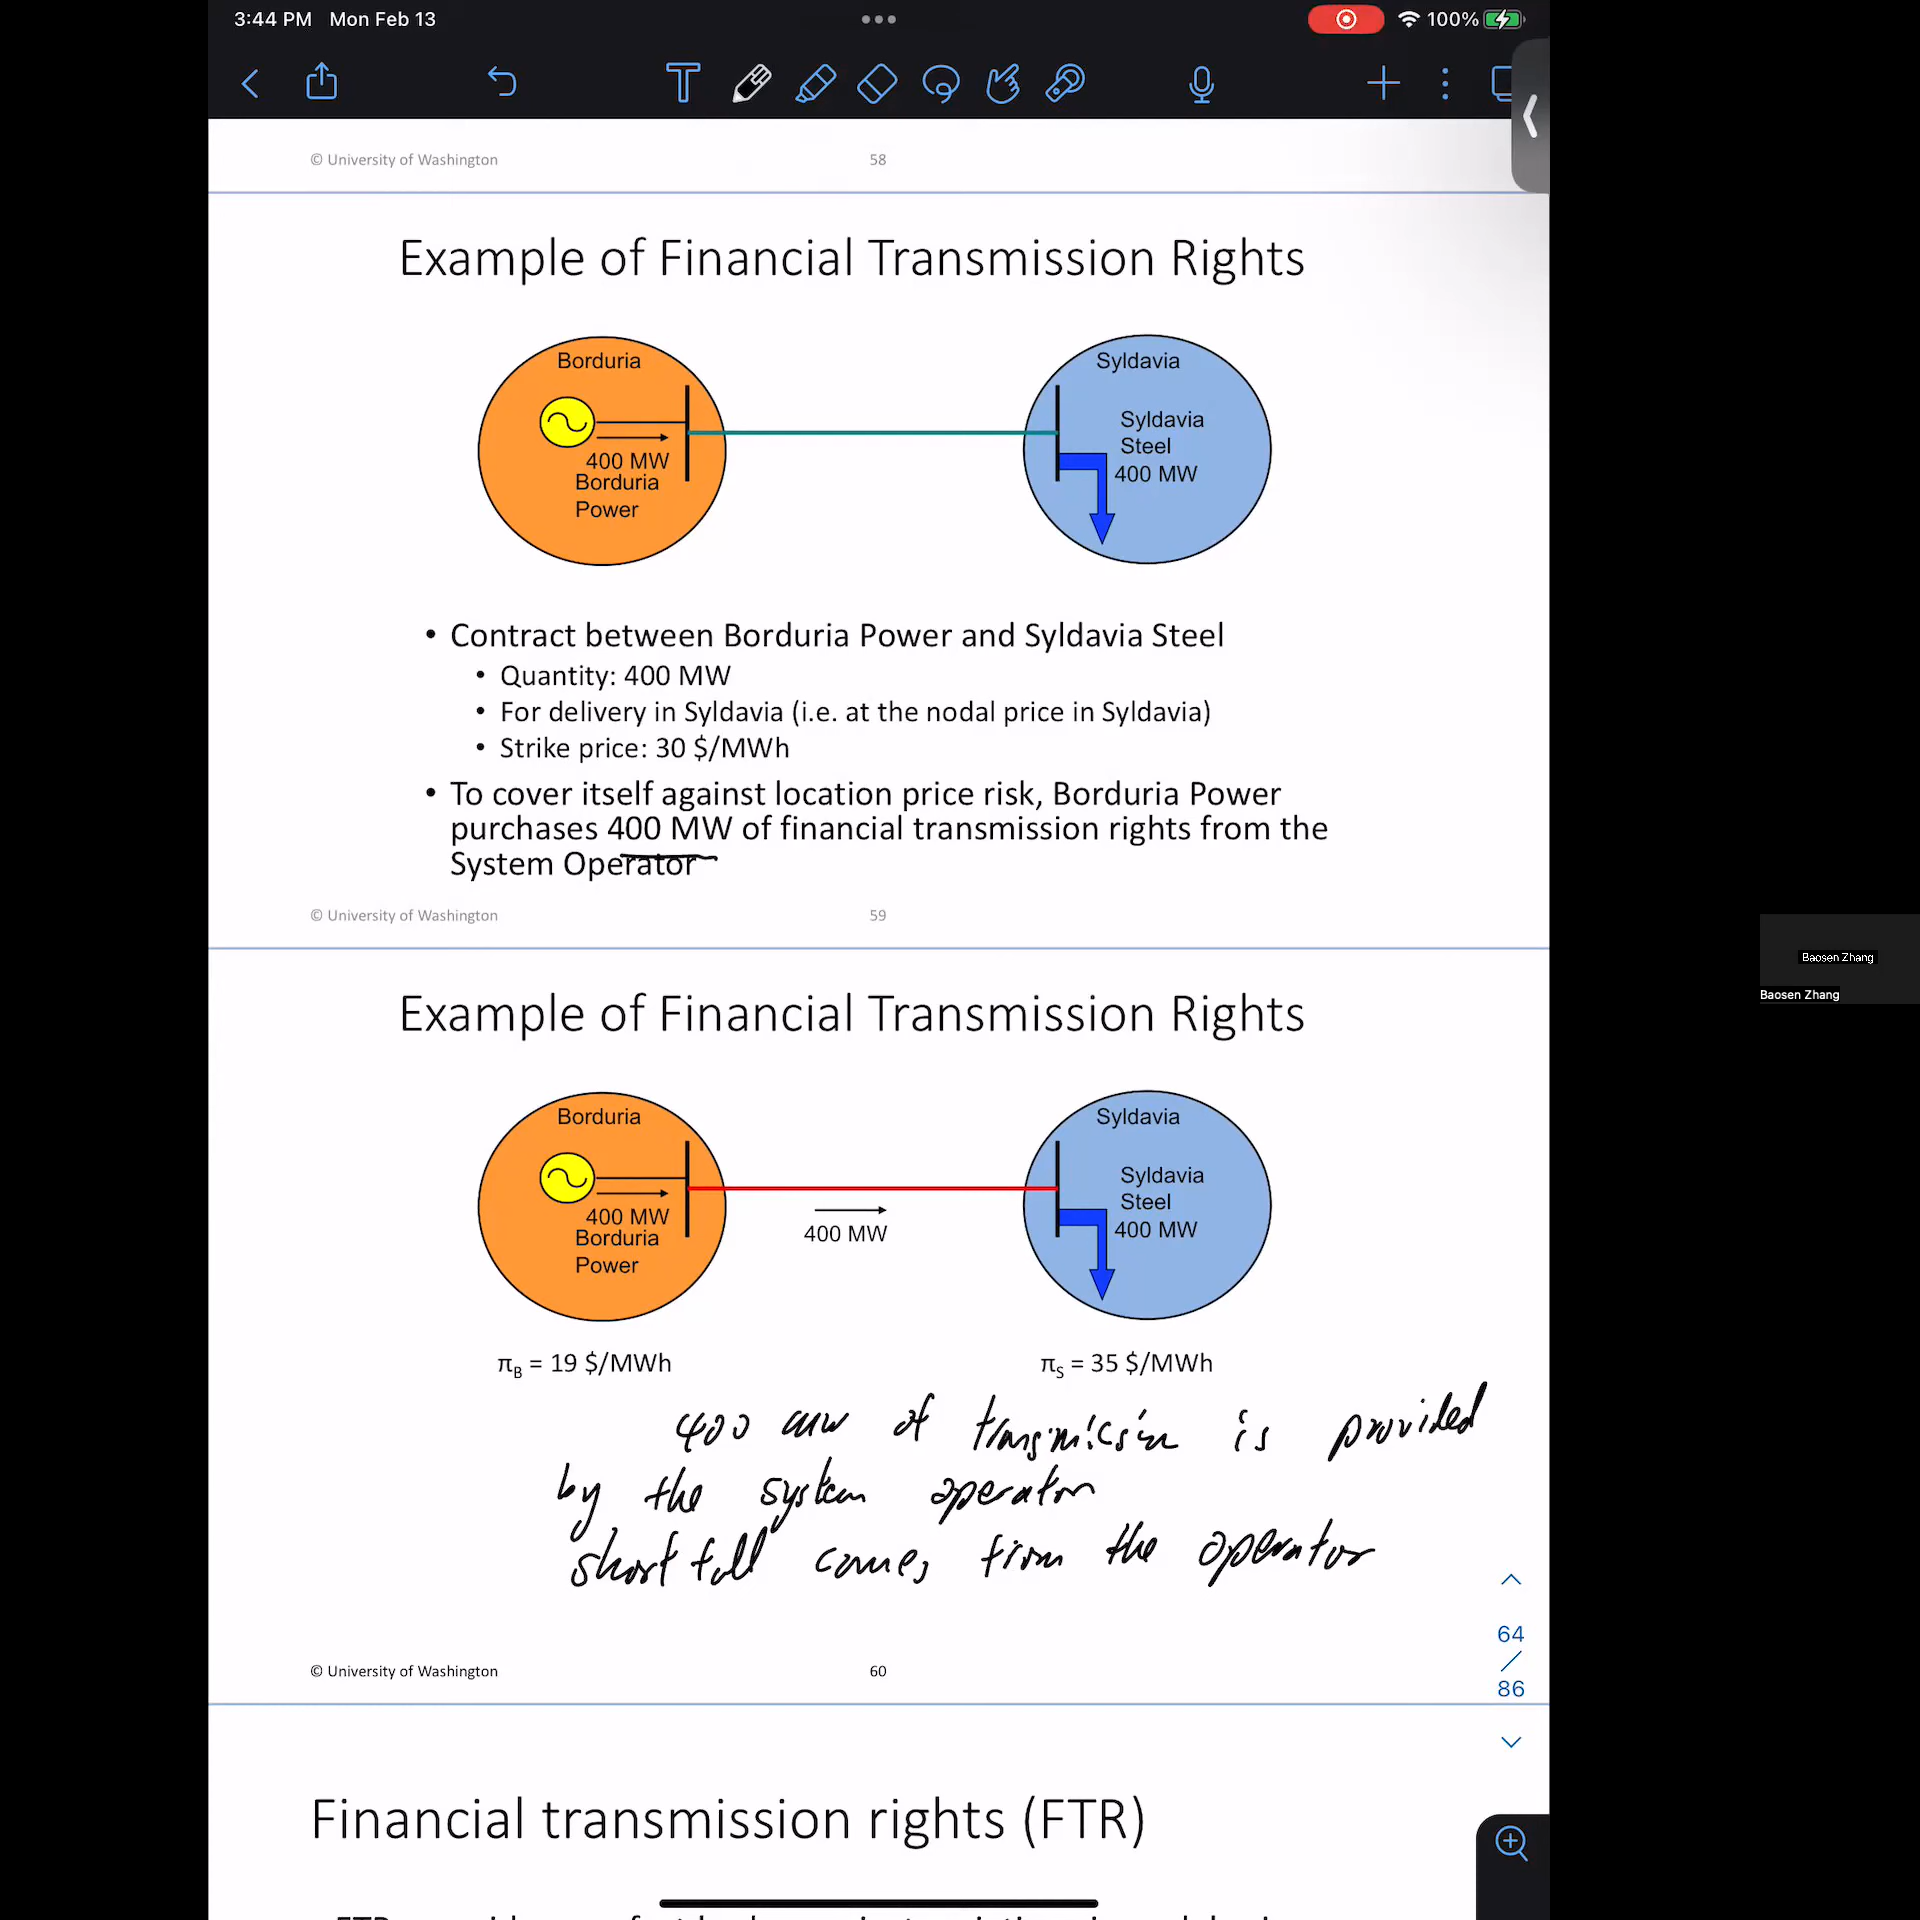 3:44 PM Mon Feb 13
100%
© University of Washington
58
Example of Financial Transmission Rights
Borduria
400 MW
Borduria
Power
Syldavia
Syldavia
Steel
400 MW
• Contract between Borduria Power and Syldavia Steel
• Quantity: 400 MW
• For delivery in Syldavia (i.e. at the nodal price in Syldavia)
• Strike price: 30 $/MWh
• To cover itself against location price risk, Borduria Power
purchases 400 MW of financial transmission rights from the
System Operator
© University of Washington
59
Baosen Zhang
Baosen Zhang
Example of Financial Transmission Rights
Borduria
400 MW
Borduria
Power
400 MW
Syldavia
Syldavia
Steel
400 MW
πB = 19 $/MWh
πS = 35 $/MWh
400 MW of transmission is provided
by the system operator
short fall comes from the operator
© University of Washington
60
64
/
86
Financial transmission rights (FTR)